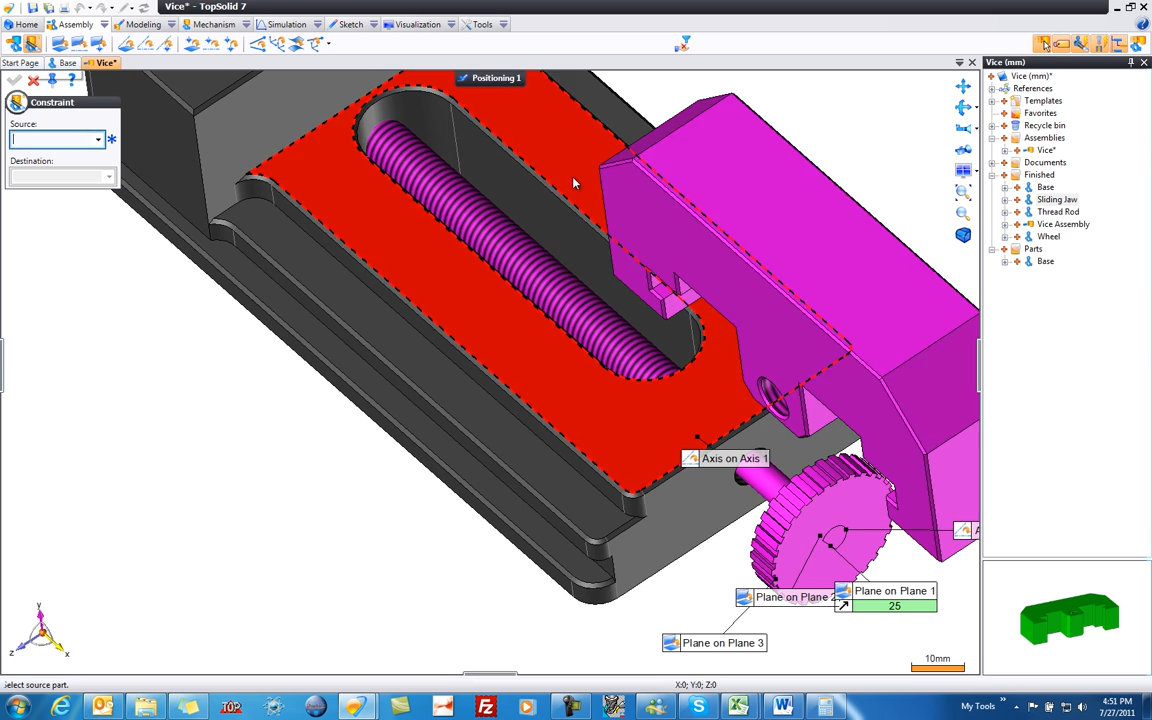 Vice* - TopSolid 7
Home
Assembly
Modeling
Mechanism
Simulation
Sketch
Visualization
Tools
Start Page
Base
Vice*
Constraint
Source:
Destination:
Positioning 1
Axis on Axis 1
A
Plane on Plane 2
Plane on Plane 1
25
Plane on Plane 3
10mm
y
z
x
Vice (mm)
Vice (mm)*
References
Templates
Favorites
Recycle bin
Assemblies
Vice*
Documents
Finished
Base
Sliding Jaw
Thread Rod
Vice Assembly
Wheel
Parts
Base
Select source part.
X:0; Y:0; Z:0
TOP
My Tools
4:51 PM
7/27/2011